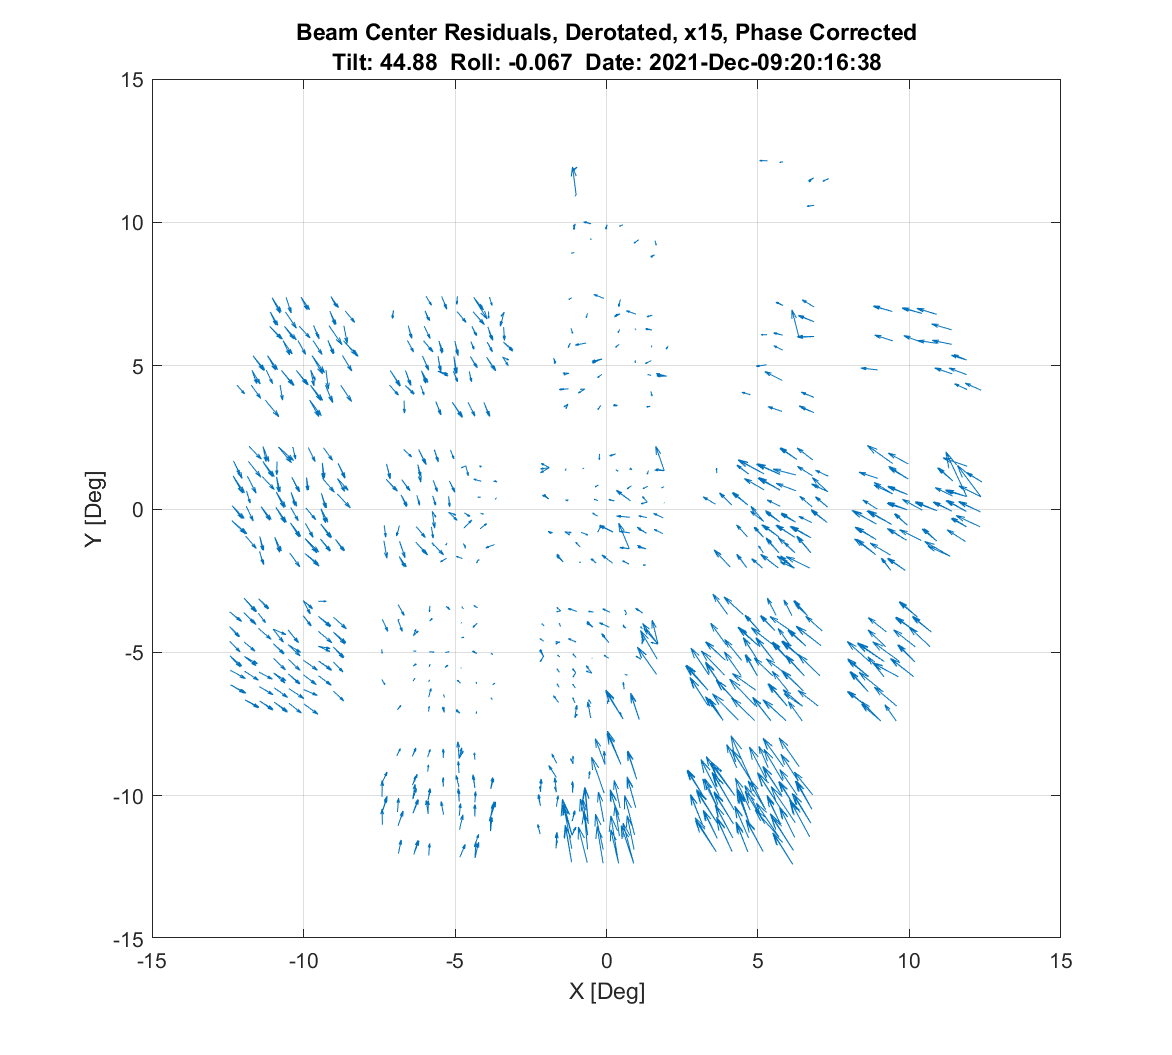 Beam Center Residuals, Derotated, x15, Phase Corrected
Tilt: 44.88 Roll: -0.067 Date: 2021-Dec-09:20:16:38
15
10
5
0
-5
-10
-15
Y [Deg]
-15 -10 -5 0 5 10 15
X [Deg]